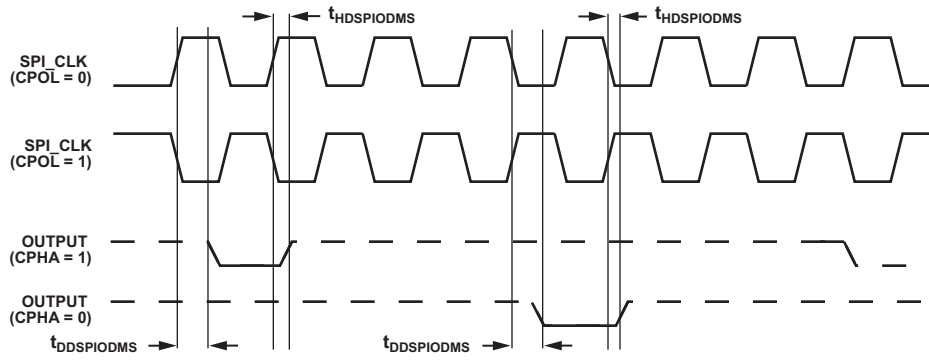 tHDSPIODMS
tHDSPIODMS
SPI_CLK
(CPOL = 0)
SPI_CLK
(CPOL = 1)
OUTPUT
(CPHA = 1)
OUTPUT
(CPHA = 0)
tDDSPIODMS
tDDSPIODMS